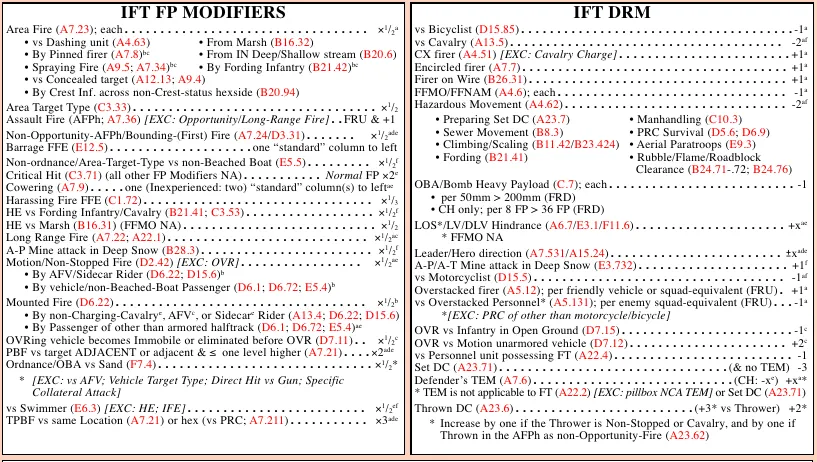 IFT FP MODIFIERS
Area Fire (A7.23); each ×1/2ᵃ
• vs Dashing unit (A4.63) • From Marsh (B16.32)
• By Pinned firer (A7.8)ᵇᶜ • From IN Deep/Shallow stream (B20.6)
• Spraying Fire (A9.5; A7.34)ᵇᶜ • By Fording Infantry (B21.42)ᵇᶜ
• vs Concealed target (A12.13; A9.4)
• By Crest Inf. across non-Crest-status hexside (B20.94)
Area Target Type (C3.33) ×1/2
Assault Fire (AFPh; A7.36) [EXC: Opportunity/Long-Range Fire] . . FRU & +1
Non-Opportunity-AFPh/Bounding-(First) Fire (A7.24/D3.31) ×1/2ᵃᵈᵉ
Barrage FFE (E12.5) one “standard” column to left
Non-ordnance/Area-Target-Type vs non-Beached Boat (E5.5) ×1/2ᶠ
Critical Hit (C3.71) (all other FP Modifiers NA) Normal FP ×2ᵉ
Cowering (A7.9) one (Inexperienced: two) “standard” column(s) to leftᵃᵉ
Harassing Fire FFE (C1.72) ×1/3
HE vs Fording Infantry/Cavalry (B21.41; C3.53) ×1/2ᶠ
HE vs Marsh (B16.31) (FFMO NA) ×1/2
Long Range Fire (A7.22; A22.1) ×1/2ᵃᶜ
A-P Mine attack in Deep Snow (B28.3) ×1/2ᶠ
Motion/Non-Stopped Fire (D2.42) [EXC: OVR] ×1/2ᵃᵉ
• By AFV/Sidecar Rider (D6.22; D15.6)ᵇ
• By vehicle/non-Beached-Boat Passenger (D6.1; D6.72; E5.4)ᵇ
Mounted Fire (D6.22) ×1/2ᵇ
• By non-Charging-Cavalryᶜ, AFVᶜ, or Sidecarᶜ Rider (A13.4; D6.22; D15.6)
• By Passenger of other than armored halftrack (D6.1; D6.72; E5.4)ᵃᶜ
OVRing vehicle becomes Immobile or eliminated before OVR (D7.11) . . ×1/2ᶜ
PBF vs target ADJACENT or adjacent & ≤ one level higher (A7.21) . . . . ×2ᵃᵈᵉ
Ordnance/OBA vs Sand (F7.4) ×1/2*
* [EXC: vs AFV; Vehicle Target Type; Direct Hit vs Gun; Specific
Collateral Attack]
vs Swimmer (E6.3) [EXC: HE; IFE] ×1/2ᵉᶠ
TPBF vs same Location (A7.21) or hex (vs PRC; A7.211) ×3ᵃᵈᵉ
IFT DRM
vs Bicyclist (D15.85) -1ᵃ
vs Cavalry (A13.5) -2ᵃᶠ
CX firer (A4.51) [EXC: Cavalry Charge] +1ᵃ
Encircled firer (A7.7) +1ᵃ
Firer on Wire (B26.31) +1ᵃ
FFMO/FFNAM (A4.6); each -1ᵃ
Hazardous Movement (A4.62) -2ᵃᶠ
• Preparing Set DC (A23.7) • Manhandling (C10.3)
• Sewer Movement (B8.3) • PRC Survival (D5.6; D6.9)
• Climbing/Scaling (B11.42/B23.424) • Aerial Paratroops (E9.3)
• Fording (B21.41) • Rubble/Flame/Roadblock
Clearance (B24.71-.72; B24.76)
OBA/Bomb Heavy Payload (C.7); each -1
• per 50mm > 200mm (FRD)
• CH only; per 8 FP > 36 FP (FRD)
LOS*/LV/DLV Hindrance (A6.7/E3.1/F11.6) +xᵃᵉ
* FFMO NA
Leader/Hero direction (A7.531/A15.24) ±xᵃᵈᵉ
A-P/A-T Mine attack in Deep Snow (E3.732) +1ᶠ
vs Motorcyclist (D15.5) -1ᵃᶠ
Overstacked firer (A5.12); per friendly vehicle or squad-equivalent (FRU) . +1ᵃ
vs Overstacked Personnel* (A5.131); per enemy squad-equivalent (FRU) . . . -1ᵃ
*[EXC: PRC of other than motorcycle/bicycle]
OVR vs Infantry in Open Ground (D7.15) -1ᶜ
OVR vs Motion unarmored vehicle (D7.12) +2ᶜ
vs Personnel unit possessing FT (A22.4) -1
Set DC (A23.71) (& no TEM) -3
Defender’s TEM (A7.6) (CH: -xᵉ) +xᵃ*
* TEM is not applicable to FT (A22.2) [EXC: pillbox NCA TEM] or Set DC (A23.71)
Thrown DC (A23.6) (+3* vs Thrower) +2*
* Increase by one if the Thrower is Non-Stopped or Cavalry, and by one if
Thrown in the AFPh as non-Opportunity-Fire (A23.62)